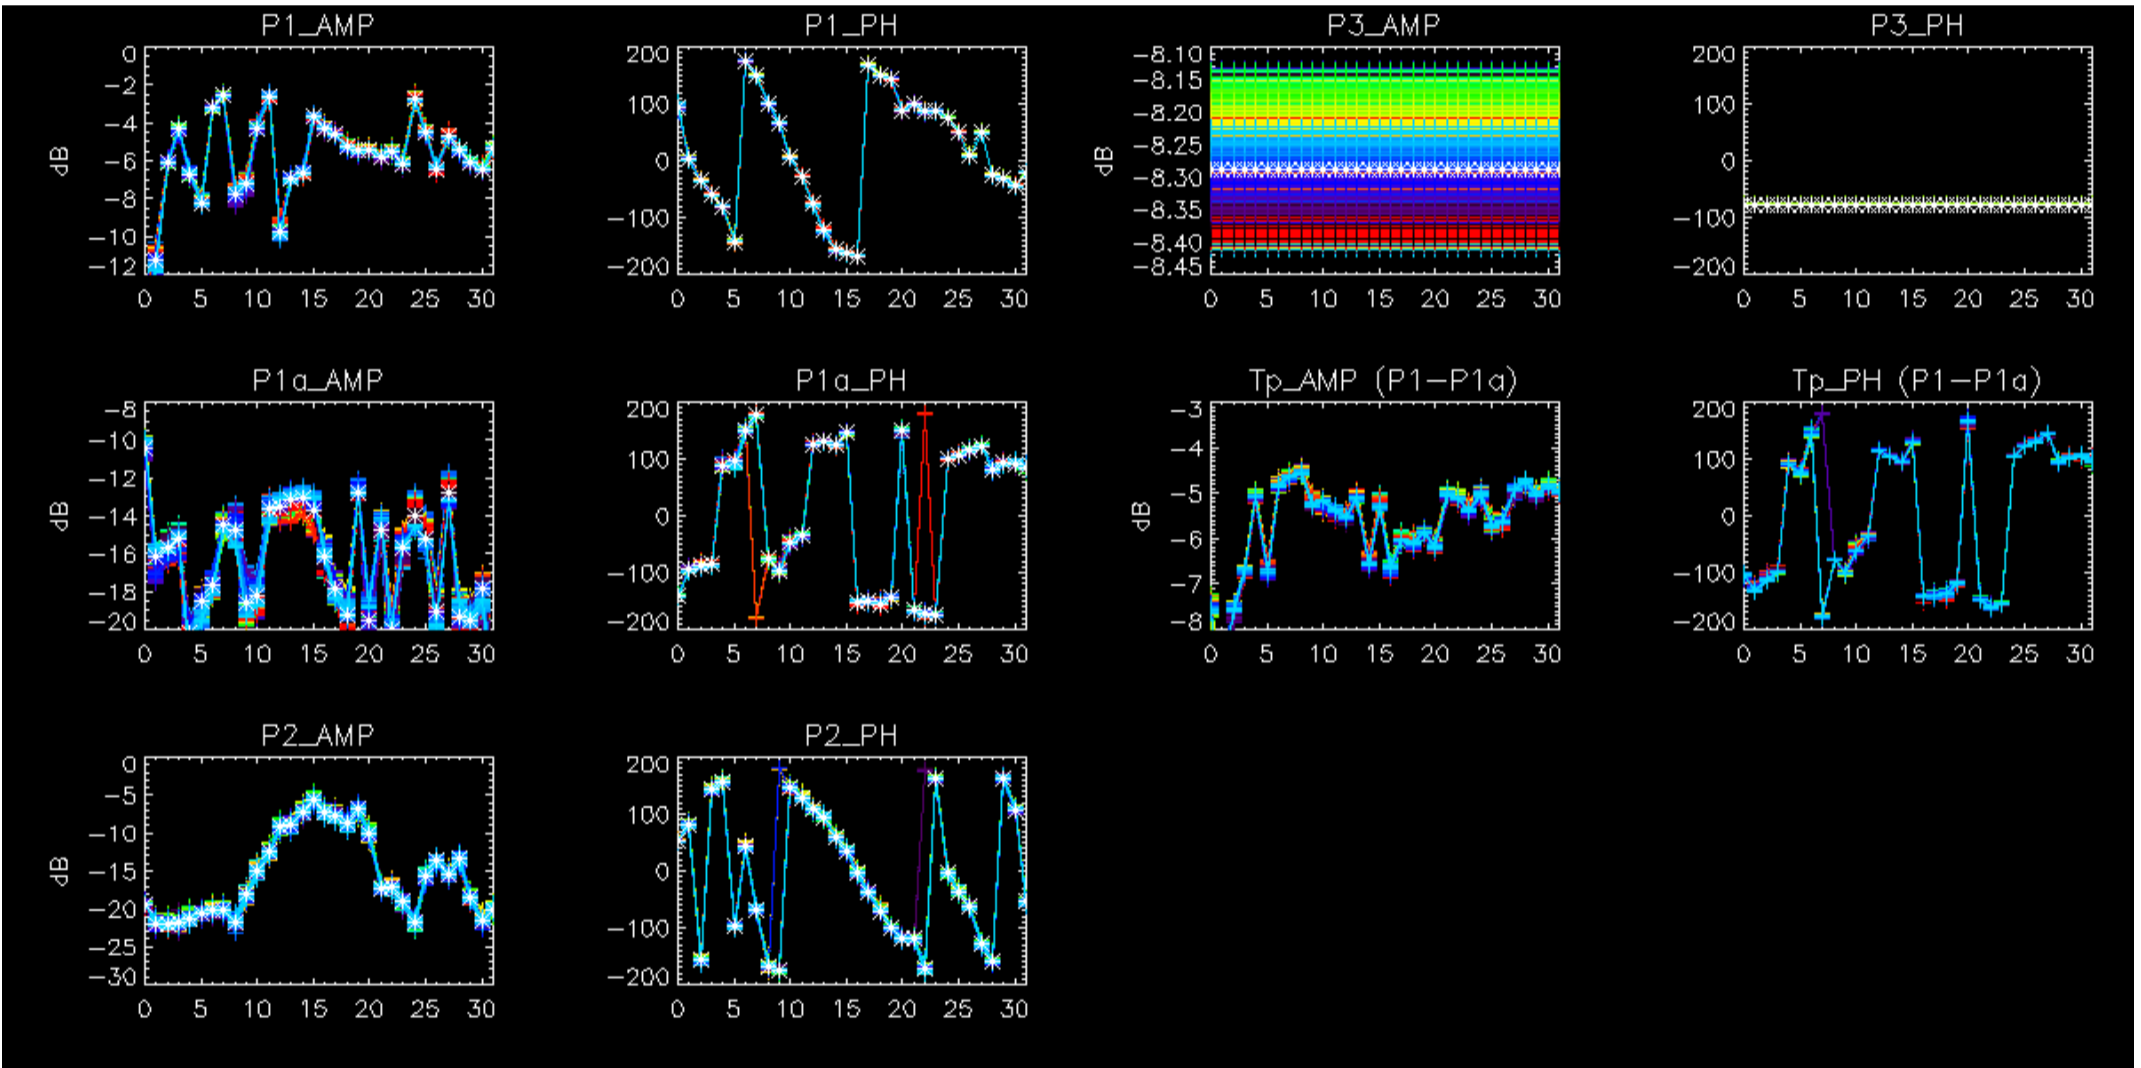 P1_AMP
dB
0
-2
-4
-6
-8
-10
-12
0 5 10 15 20 25 30
P1_PH
200
100
0
-100
-200
0 5 10 15 20 25 30
P3_AMP
dB
-8.10
-8.15
-8.20
-8.25
-8.30
-8.35
-8.40
-8.45
0 5 10 15 20 25 30
P3_PH
200
100
0
-100
-200
0 5 10 15 20 25 30
P1a_AMP
dB
-8
-10
-12
-14
-16
-18
-20
0 5 10 15 20 25 30
P1a_PH
200
100
0
-100
-200
0 5 10 15 20 25 30
Tp_AMP (P1-P1a)
dB
-3
-4
-5
-6
-7
-8
0 5 10 15 20 25 30
Tp_PH (P1-P1a)
200
100
0
-100
-200
0 5 10 15 20 25 30
P2_AMP
dB
0
-5
-10
-15
-20
-25
-30
0 5 10 15 20 25 30
P2_PH
200
100
0
-100
-200
0 5 10 15 20 25 30